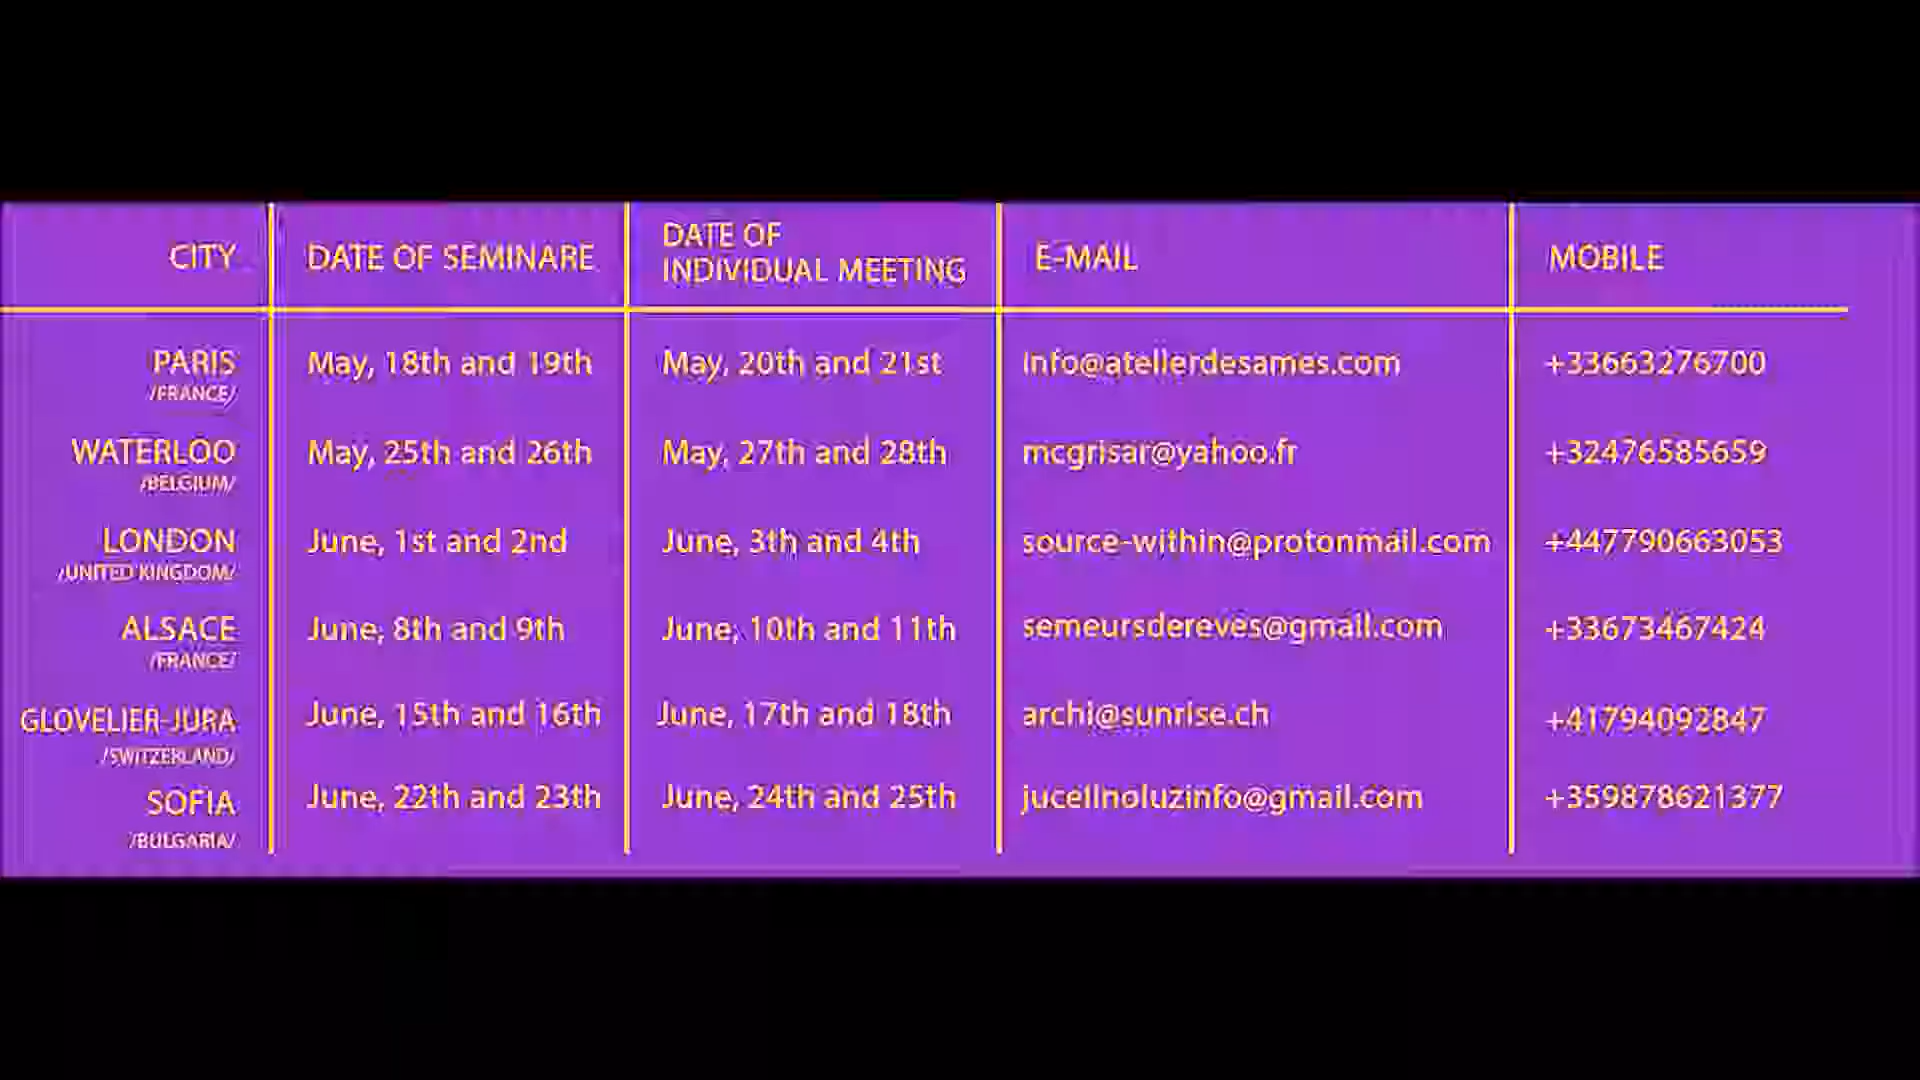 CITY DATE OF SEMINARE DATE OF INDIVIDUAL MEETING E-MAIL MOBILE
PARIS May, 18th and 19th May, 20th and 21st info@atelierdesames.com +33663276700
/FRANCE/
WATERLOO May, 25th and 26th May, 27th and 28th mcgrisar@yahoo.fr +32476585659
/BELGIUM/
LONDON June, 1st and 2nd June, 3th and 4th source-within@protonmail.com +447790663053
/UNITED KINGDOM/
ALSACE June, 8th and 9th June, 10th and 11th semeursdereves@gmail.com +33673467424
/FRANCE/
GLOVELIER-JURA June, 15th and 16th June, 17th and 18th archi@sunrise.ch +41794092847
/SWITZERLAND/
SOFIA June, 22th and 23th June, 24th and 25th jucelinoluzinfo@gmail.com +359878621377
/BULGARIA/